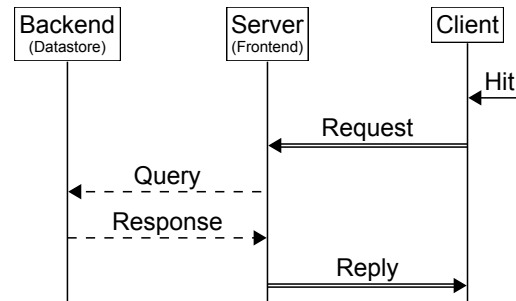 Backend
(Datastore)
Server
(Frontend)
Client
Hit
Request
Query
Response
Reply